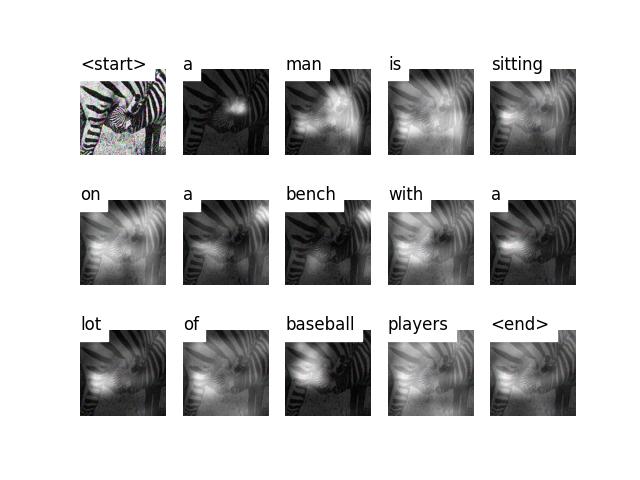 <start> a man is sitting
on a bench with a
lot of baseball players <end>